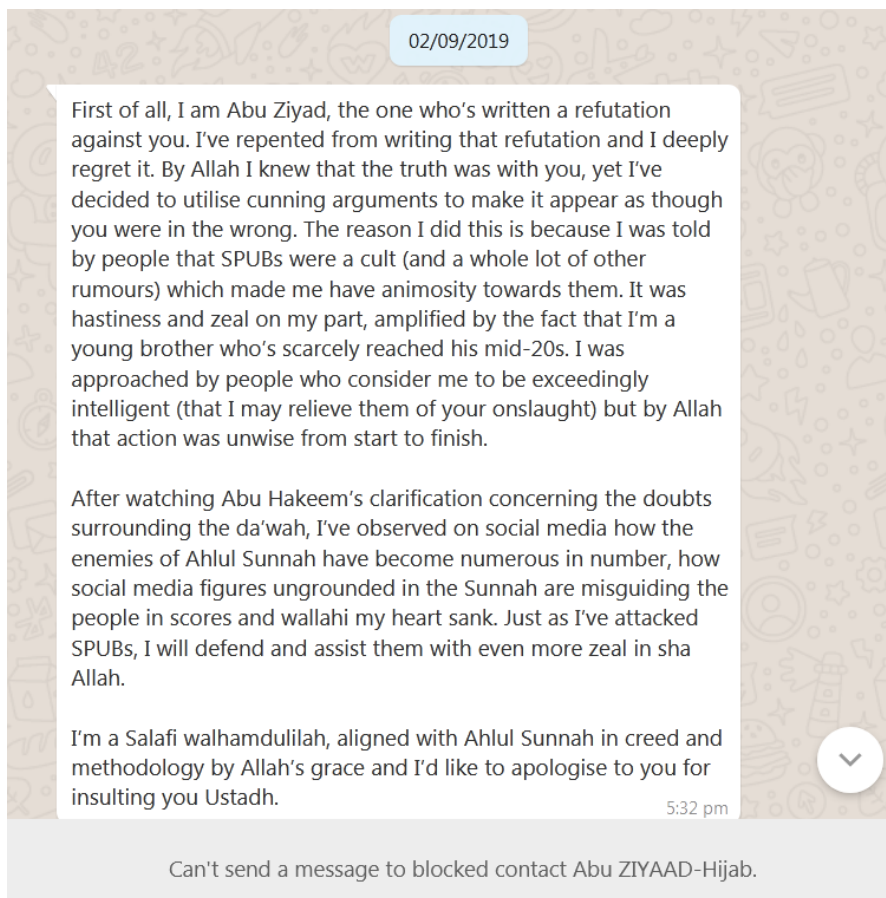 02/09/2019
First of all, I am Abu Ziyad, the one who's written a refutation
against you. I've repented from writing that refutation and I deeply
regret it. By Allah I knew that the truth was with you, yet I've
decided to utilise cunning arguments to make it appear as though
you were in the wrong. The reason I did this is because I was told
by people that SPUBs were a cult (and a whole lot of other
rumours) which made me have animosity towards them. It was
hastiness and zeal on my part, amplified by the fact that I'm a
young brother who's scarcely reached his mid-20s. I was
approached by people who consider me to be exceedingly
intelligent (that I may relieve them of your onslaught) but by Allah
that action was unwise from start to finish.
After watching Abu Hakeem's clarification concerning the doubts
surrounding the da'wah, I've observed on social media how the
enemies of Ahlul Sunnah have become numerous in number, how
social media figures ungrounded in the Sunnah are misguiding the
people in scores and wallahi my heart sank. Just as I've attacked
SPUBs, I will defend and assist them with even more zeal in sha
Allah.
I'm a Salafi walhamdulilah, aligned with Ahlul Sunnah in creed and
methodology by Allah's grace and I'd like to apologise to you for
insulting you Ustadh.
5:32 pm
Can't send a message to blocked contact Abu ZIYAAD-Hijab.